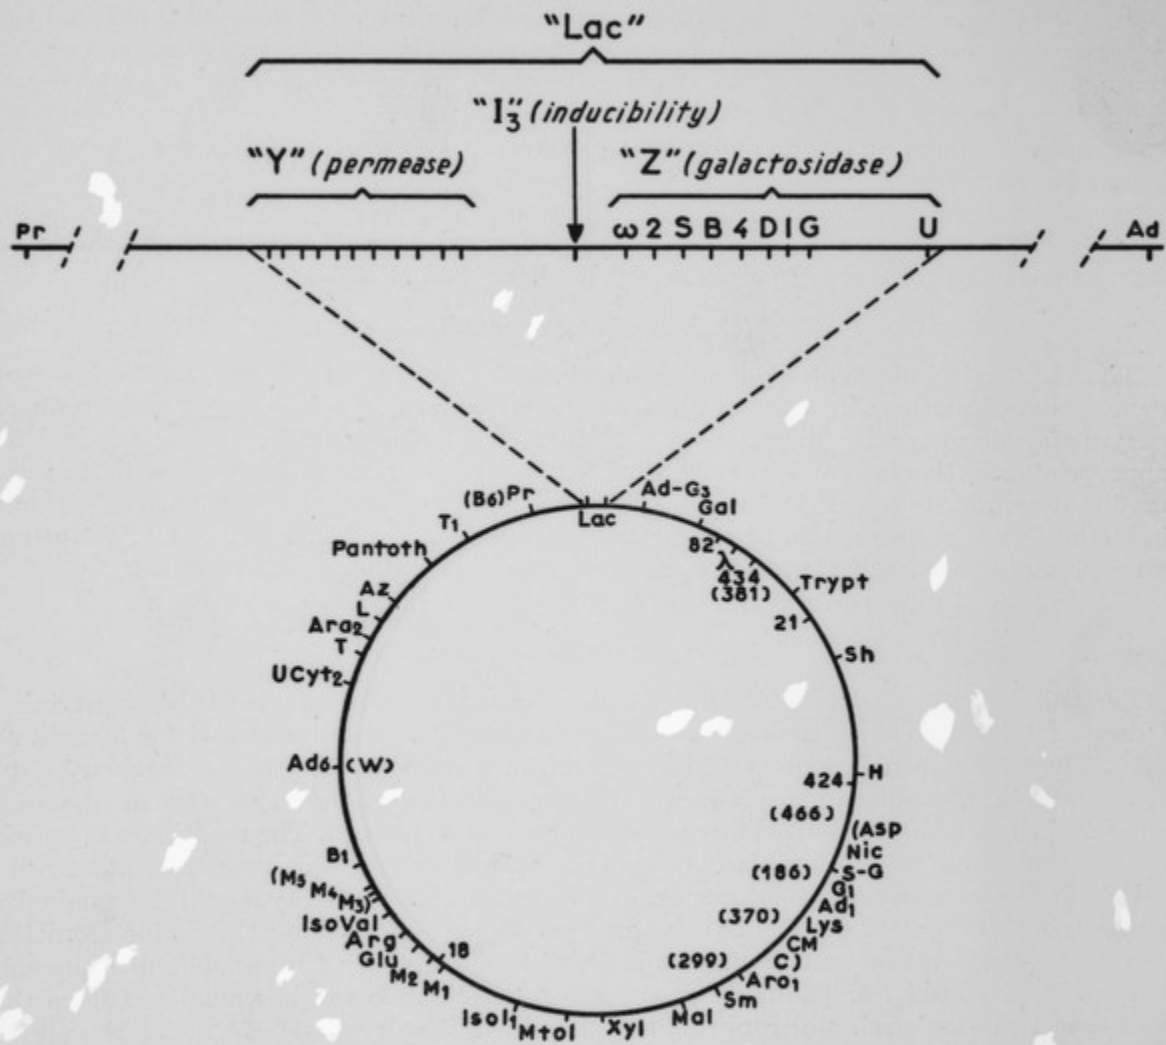 "Lac"
"I₃" (inducibility)
"Y" (permease)
"Z" (galactosidase)
Pr
ω 2 S B 4 D I G
U
Ad
Lac
Ad-G₃
Gal
82
λ
434
(381)
Trypt
21
Sh
H
424
(466)
(Asp
Nic
(186)
S-G
G₁
Ad₁
(370)
Lys
CM
C)
(299)
Aro₁
Sm
Mal
Xyl
Mtol
Isol₁
M₁
18
M₂
Glu
Arg
IsoVal
(M₅ M₄ M₃)
B₁
Ad₆ (W)
UCyt₂
T
Ara₂
L
Az
Pantoth
T₁
(B₆) Pr